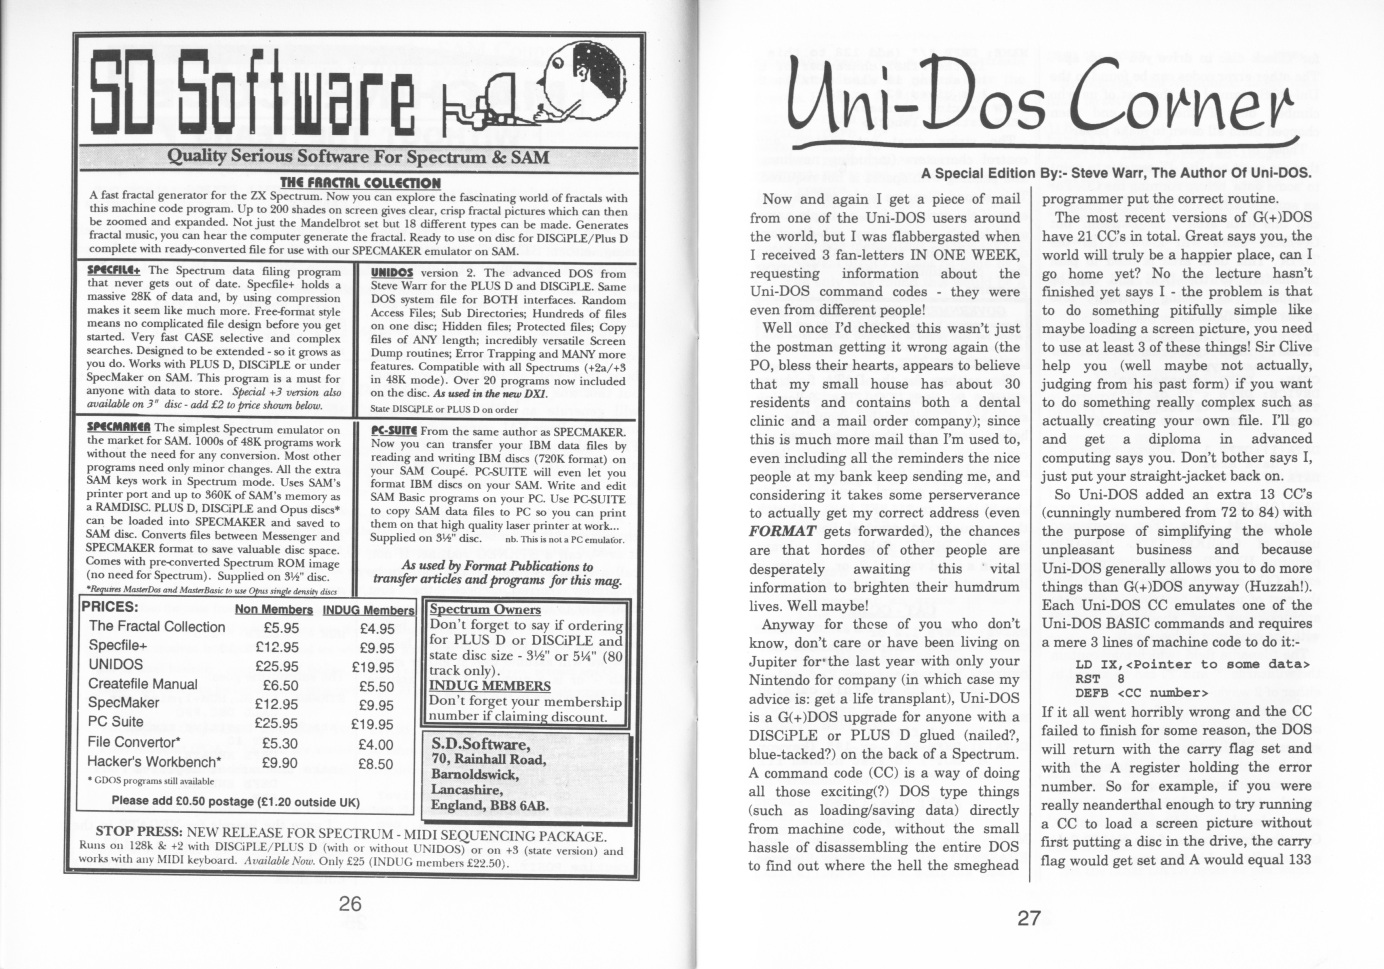 SD Software
Quality Serious Software For Spectrum & SAM
THE FRACTAL COLLECTION
A fast fractal generator for the ZX Spectrum. Now you can explore the fascinating world of fractals with
this machine code program. Up to 200 shades on screen gives clear, crisp fractal pictures which can then
be zoomed and expanded. Not just the Mandelbrot set but 18 different types can be made. Generates
fractal music, you can hear the computer generate the fractal. Ready to use on disc for DISCiPLE/Plus D
complete with ready-converted file for use with our SPECMAKER emulator on SAM.
SPECFILE+ The Spectrum data filing program
that never gets out of date. Specfile+ holds a
massive 28K of data and, by using compression
makes it seem like much more. Free-format style
means no complicated file design before you get
started. Very fast CASE selective and complex
searches. Designed to be extended - so it grows as
you do. Works with PLUS D, DISCiPLE or under
SpecMaker on SAM. This program is a must for
anyone with data to store. Special +3 version also
available on 3" disc - add £2 to price shown below.
UNIDOS version 2. The advanced DOS from
Steve Warr for the PLUS D and DISCiPLE. Same
DOS system file for BOTH interfaces. Random
Access Files; Sub Directories; Hundreds of files
on one disc; Hidden files; Protected files; Copy
files of ANY length; incredibly versatile Screen
Dump routines; Error Trapping and MANY more
features. Compatible with all Spectrums (+2a/+3
in 48K mode). Over 20 programs now included
on the disc. As used in the new DXI.
State DISCiPLE or PLUS D on order
SPECMAKER The simplest Spectrum emulator on
the market for SAM. 1000s of 48K programs work
without the need for any conversion. Most other
programs need only minor changes. All the extra
SAM keys work in Spectrum mode. Uses SAM's
printer port and up to 360K of SAM's memory as
a RAMDISC. PLUS D, DISCiPLE and Opus discs*
can be loaded into SPECMAKER and saved to
SAM disc. Converts files between Messenger and
SPECMAKER format to save valuable disc space.
Comes with pre-converted Spectrum ROM image
(no need for Spectrum). Supplied on 3½" disc.
*Requires MasterDos and MasterBasic to use Opus single density discs
PC-SUITE From the same author as SPECMAKER.
Now you can transfer your IBM data files by
reading and writing IBM discs (720K format) on
your SAM Coupé. PC-SUITE will even let you
format IBM discs on your SAM. Write and edit
SAM Basic programs on your PC. Use PC-SUITE
to copy SAM data files to PC so you can print
them on that high quality laser printer at work...
Supplied on 3½" disc. nb. This is not a PC emulator.
As used by Format Publications to
transfer articles and programs for this mag.
PRICES: Non Members INDUG Members
The Fractal Collection £5.95 £4.95
Specfile+ £12.95 £9.95
UNIDOS £25.95 £19.95
Createfile Manual £6.50 £5.50
SpecMaker £12.95 £9.95
PC Suite £25.95 £19.95
File Convertor* £5.30 £4.00
Hacker's Workbench* £9.90 £8.50
* GDOS programs still available
Please add £0.50 postage (£1.20 outside UK)
Spectrum Owners
Don't forget to say if ordering
for PLUS D or DISCiPLE and
state disc size - 3½" or 5¼" (80
track only).
INDUG MEMBERS
Don't forget your membership
number if claiming discount.
S.D.Software,
70, Rainhall Road,
Barnoldswick,
Lancashire,
England, BB8 6AB.
STOP PRESS: NEW RELEASE FOR SPECTRUM - MIDI SEQUENCING PACKAGE.
Runs on 128k & +2 with DISCiPLE/PLUS D (with or without UNIDOS) or on +3 (state version) and
works with any MIDI keyboard. Available Now. Only £25 (INDUG members £22.50).
26
Uni-Dos Corner
A Special Edition By:- Steve Warr, The Author Of Uni-DOS.
Now and again I get a piece of mail
from one of the Uni-DOS users around
the world, but I was flabbergasted when
I received 3 fan-letters IN ONE WEEK,
requesting information about the
Uni-DOS command codes - they were
even from different people!
Well once I'd checked this wasn't just
the postman getting it wrong again (the
PO, bless their hearts, appears to believe
that my small house has about 30
residents and contains both a dental
clinic and a mail order company); since
this is much more mail than I'm used to,
even including all the reminders the nice
people at my bank keep sending me, and
considering it takes some perserverance
to actually get my correct address (even
FORMAT gets forwarded), the chances
are that hordes of other people are
desperately awaiting this vital
information to brighten their humdrum
lives. Well maybe!
Anyway for those of you who don't
know, don't care or have been living on
Jupiter for the last year with only your
Nintendo for company (in which case my
advice is: get a life transplant), Uni-DOS
is a G(+)DOS upgrade for anyone with a
DISCiPLE or PLUS D glued (nailed?,
blue-tacked?) on the back of a Spectrum.
A command code (CC) is a way of doing
all those exciting(?) DOS type things
(such as loading/saving data) directly
from machine code, without the small
hassle of disassembling the entire DOS
to find out where the hell the smeghead
programmer put the correct routine.
The most recent versions of G(+)DOS
have 21 CC's in total. Great says you, the
world will truly be a happier place, can I
go home yet? No the lecture hasn't
finished yet says I - the problem is that
to do something pitifully simple like
maybe loading a screen picture, you need
to use at least 3 of these things! Sir Clive
help you (well maybe not actually,
judging from his past form) if you want
to do something really complex such as
actually creating your own file. I'll go
and get a diploma in advanced
computing says you. Don't bother says I,
just put your straight-jacket back on.
So Uni-DOS added an extra 13 CC's
(cunningly numbered from 72 to 84) with
the purpose of simplifying the whole
unpleasant business and because
Uni-DOS generally allows you to do more
things than G(+)DOS anyway (Huzzah!).
Each Uni-DOS CC emulates one of the
Uni-DOS BASIC commands and requires
a mere 3 lines of machine code to do it:-
LD IX,<Pointer to some data>
RST 8
DEFB <CC number>
If it all went horribly wrong and the CC
failed to finish for some reason, the DOS
will return with the carry flag set and
with the A register holding the error
number. So for example, if you were
really neanderthal enough to try running
a CC to load a screen picture without
first putting a disc in the drive, the carry
flag would get set and A would equal 133
27